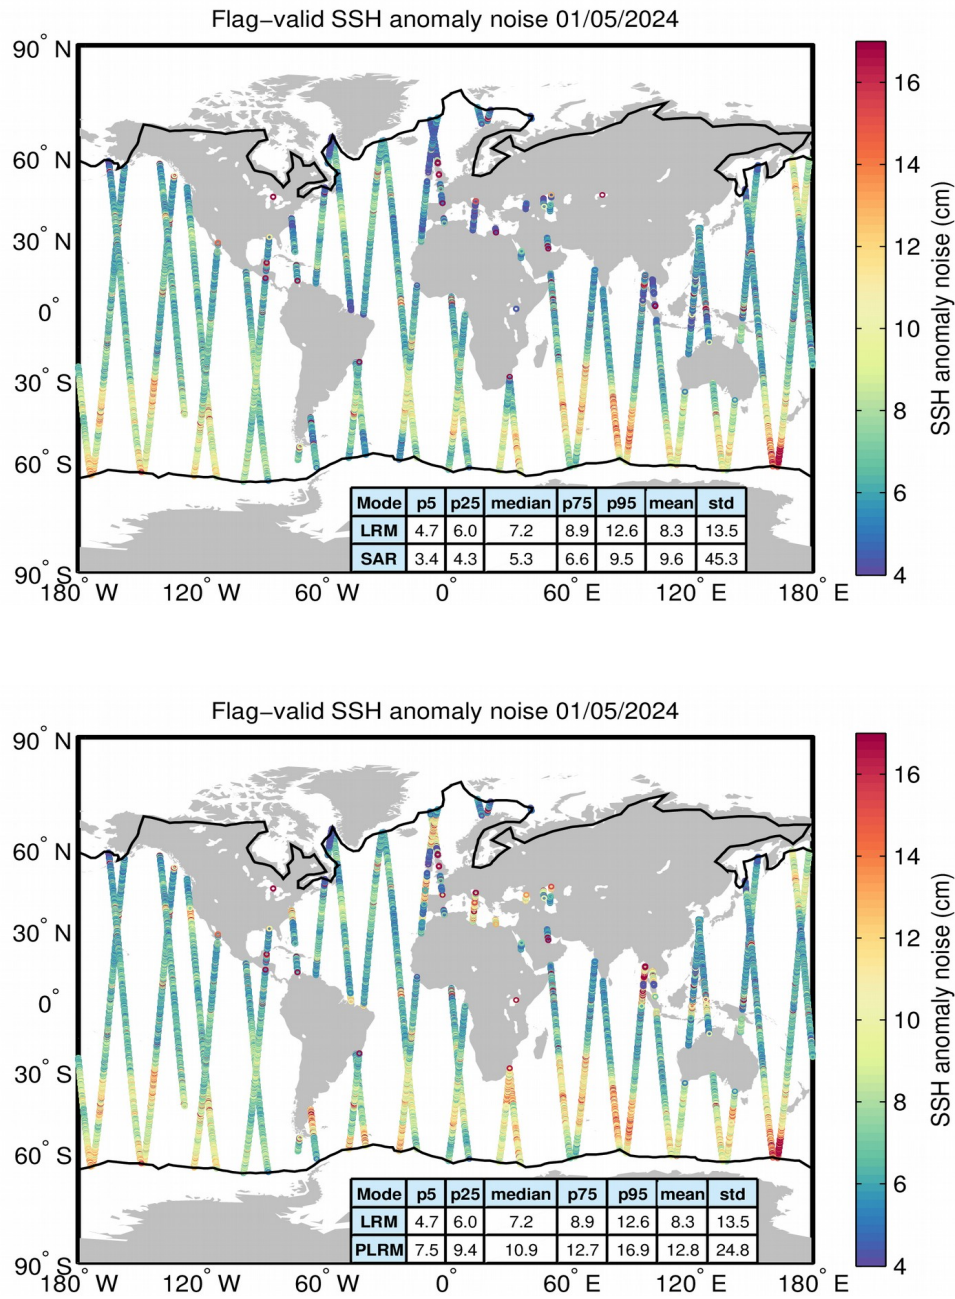 Flag−valid SSH anomaly noise 01/05/2024
90° N
60° N
30° N
0°
30° S
60° S
90° S
180° W 120° W 60° W 0° 60° E 120° E 180° E
16
14
12
10
8
6
4
SSH anomaly noise (cm)
Mode p5 p25 median p75 p95 mean std
LRM 4.7 6.0 7.2 8.9 12.6 8.3 13.5
SAR 3.4 4.3 5.3 6.6 9.5 9.6 45.3
Flag−valid SSH anomaly noise 01/05/2024
90° N
60° N
30° N
0°
30° S
60° S
90° S
180° W 120° W 60° W 0° 60° E 120° E 180° E
16
14
12
10
8
6
4
SSH anomaly noise (cm)
Mode p5 p25 median p75 p95 mean std
LRM 4.7 6.0 7.2 8.9 12.6 8.3 13.5
PLRM 7.5 9.4 10.9 12.7 16.9 12.8 24.8